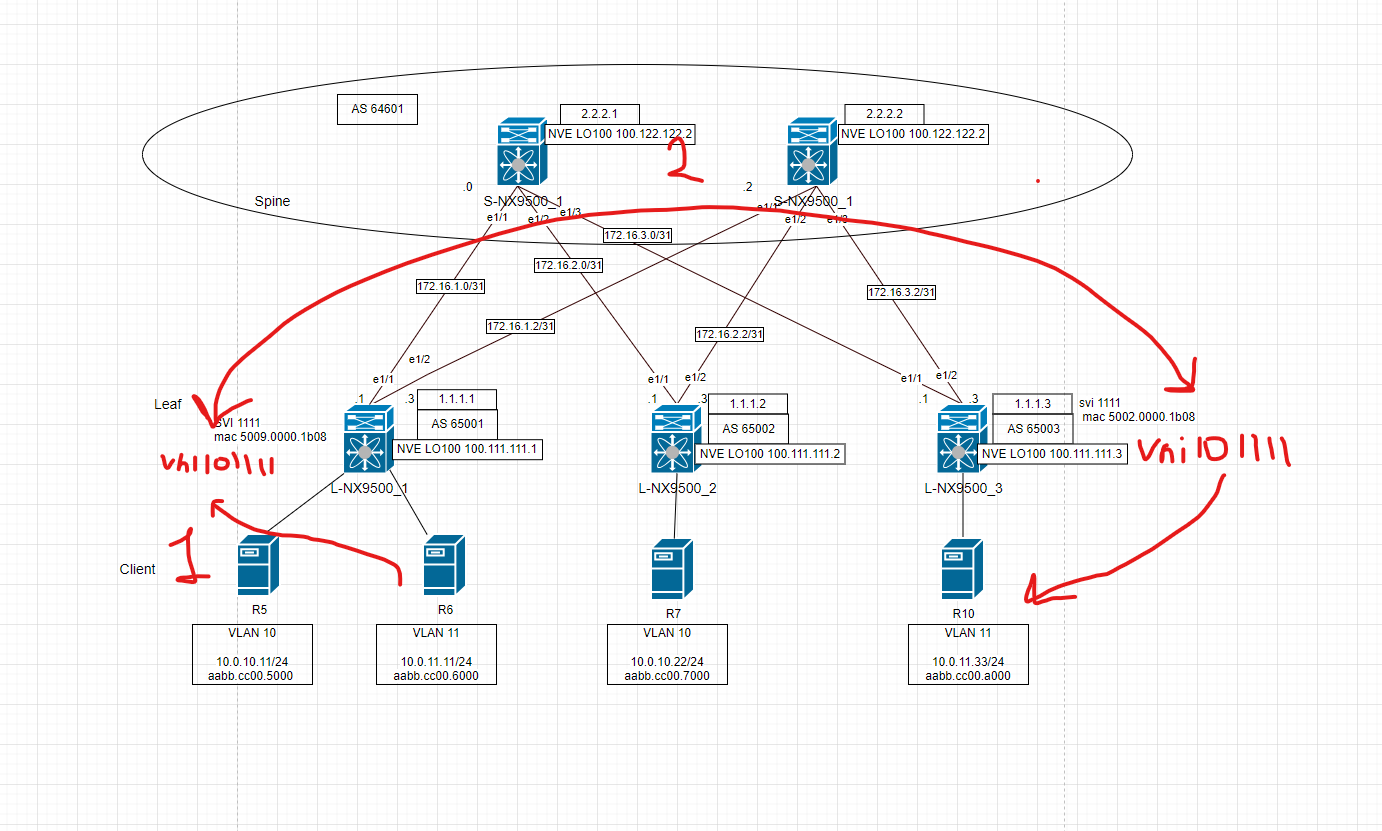 AS 64601
2.2.2.1
NVE LO100 100.122.122.2
2.2.2.2
NVE LO100 100.122.122.2
2
.0
.2
Spine
S-NX9500_1
S-NX9500_1
e1/1
e1/2
e1/3
e1/1
e1/2
e1/3
172.16.3.0/31
172.16.2.0/31
172.16.1.0/31
172.16.3.2/31
172.16.1.2/31
172.16.2.2/31
e1/2
e1/1
e1/1
e1/2
e1/1
e1/2
Leaf
.1
.3
1.1.1.1
AS 65001
NVE LO100 100.111.111.1
L-NX9500_1
SVI 1111
mac 5009.0000.1b08
vni101111
.1
.3
1.1.1.2
AS 65002
NVE LO100 100.111.111.2
L-NX9500_2
.1
.3
1.1.1.3
AS 65003
NVE LO100 100.111.111.3
L-NX9500_3
svi 1111
mac 5002.0000.1b08
vni101111
1
Client
R5
VLAN 10
10.0.10.11/24
aabb.cc00.5000
R6
VLAN 11
10.0.11.11/24
aabb.cc00.6000
R7
VLAN 10
10.0.10.22/24
aabb.cc00.7000
R10
VLAN 11
10.0.11.33/24
aabb.cc00.a000